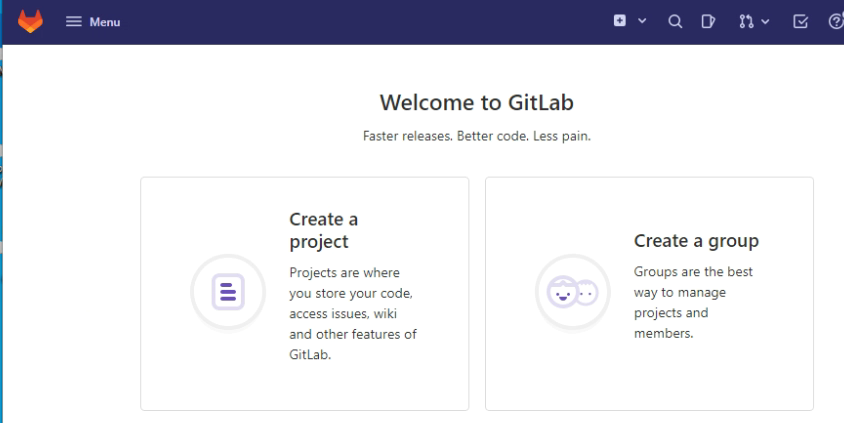 Menu
Welcome to GitLab
Faster releases. Better code. Less pain.
Create a
project
Projects are where
you store your code,
access issues, wiki
and other features of
GitLab.
Create a group
Groups are the best
way to manage
projects and
members.